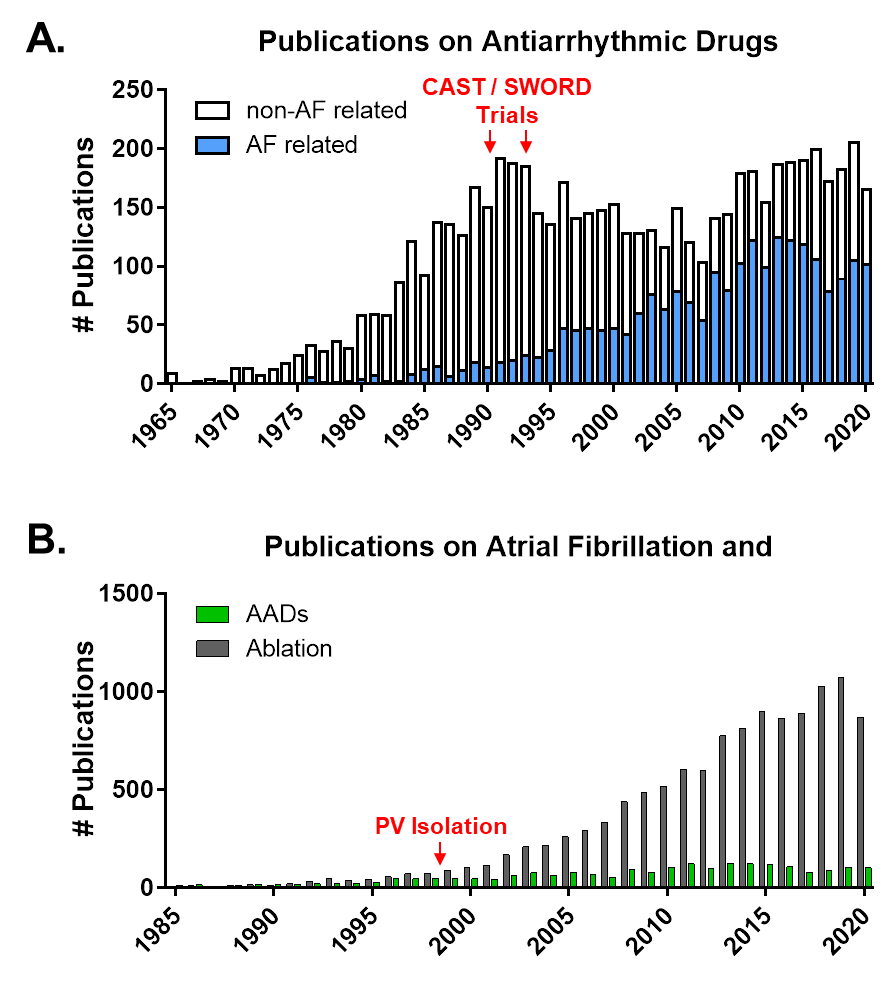 A.
Publications on Antiarrhythmic Drugs
CAST / SWORD
Trials
non-AF related
AF related
# Publications
250
200
150
100
50
0
1965
1970
1975
1980
1985
1990
1995
2000
2005
2010
2015
2020
B.
Publications on Atrial Fibrillation and
AADs
Ablation
PV Isolation
# Publications
1500
1000
500
0
1985
1990
1995
2000
2005
2010
2015
2020